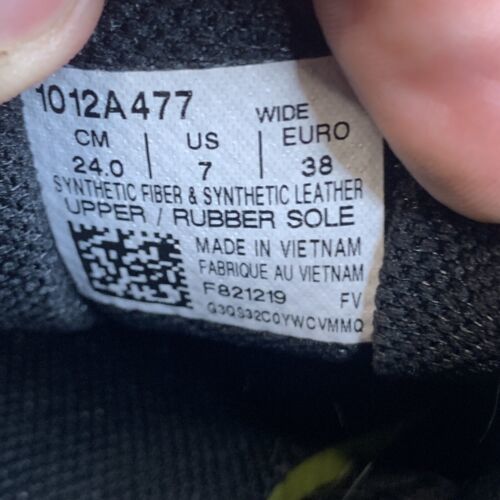 1012A477 WIDE
CM | US | EURO
24.0 | 7 | 38
SYNTHETIC FIBER & SYNTHETIC LEATHER
UPPER / RUBBER SOLE
MADE IN VIETNAM
FABRIQUE AU VIETNAM
F821219 FV
G3QS32C0YWCVMMQ